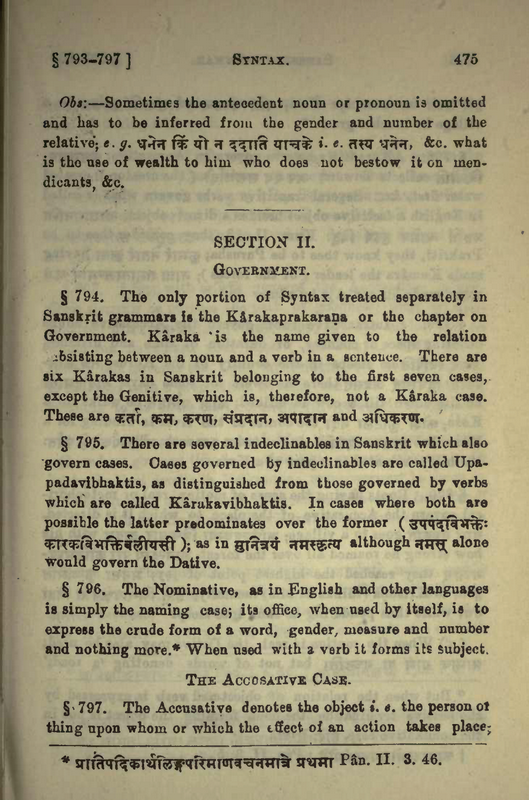 § 793-797 ] SYNTAX. 475
Obs:—Sometimes the antecedent noun or pronoun is omitted
and has to be inferred from the gender and number of the
relative; e. g. धनेन किं यो न ददाति याचके i. e. तस्य धनेन, &c. what
is the use of wealth to him who does not bestow it on men-
dicants, &c.
SECTION II.
GOVERNMENT.
§ 794. The only portion of Syntax treated separately in
Sanskrit grammars is the Kârakaprakaraṇa or the chapter on
Government. Kâraka is the name given to the relation
subsisting between a noun and a verb in a sentence. There are
six Kârakas in Sanskrit belonging to the first seven cases,
except the Genitive, which is, therefore, not a Kâraka case.
These are कर्ता, कम, करण, संप्रदान, अपादान and अधिकरण.
§ 795. There are several indeclinables in Sanskrit which also
govern cases. Cases governed by indeclinables are called Upa-
padavibhaktis, as distinguished from those governed by verbs
which are called Kârakavibhaktis. In cases where both are
possible the latter predominates over the former ( उपपदविभक्तेः
कारकविभक्तिर्बलीयसी ); as in मुनित्रयं नमस्कृत्य although नमस् alone
would govern the Dative.
§ 796. The Nominative, as in English and other languages
is simply the naming case; its office, when used by itself, is to
express the crude form of a word, gender, measure and number
and nothing more.* When used with a verb it forms its subject.
THE ACCUSATIVE CASE.
§ 797. The Accusative denotes the object i. e. the person or
thing upon whom or which the effect of an action takes place;
* प्रातिपदिकार्थलिङ्गपरिमाणवचनमात्रे प्रथमा Pân. II. 3. 46.